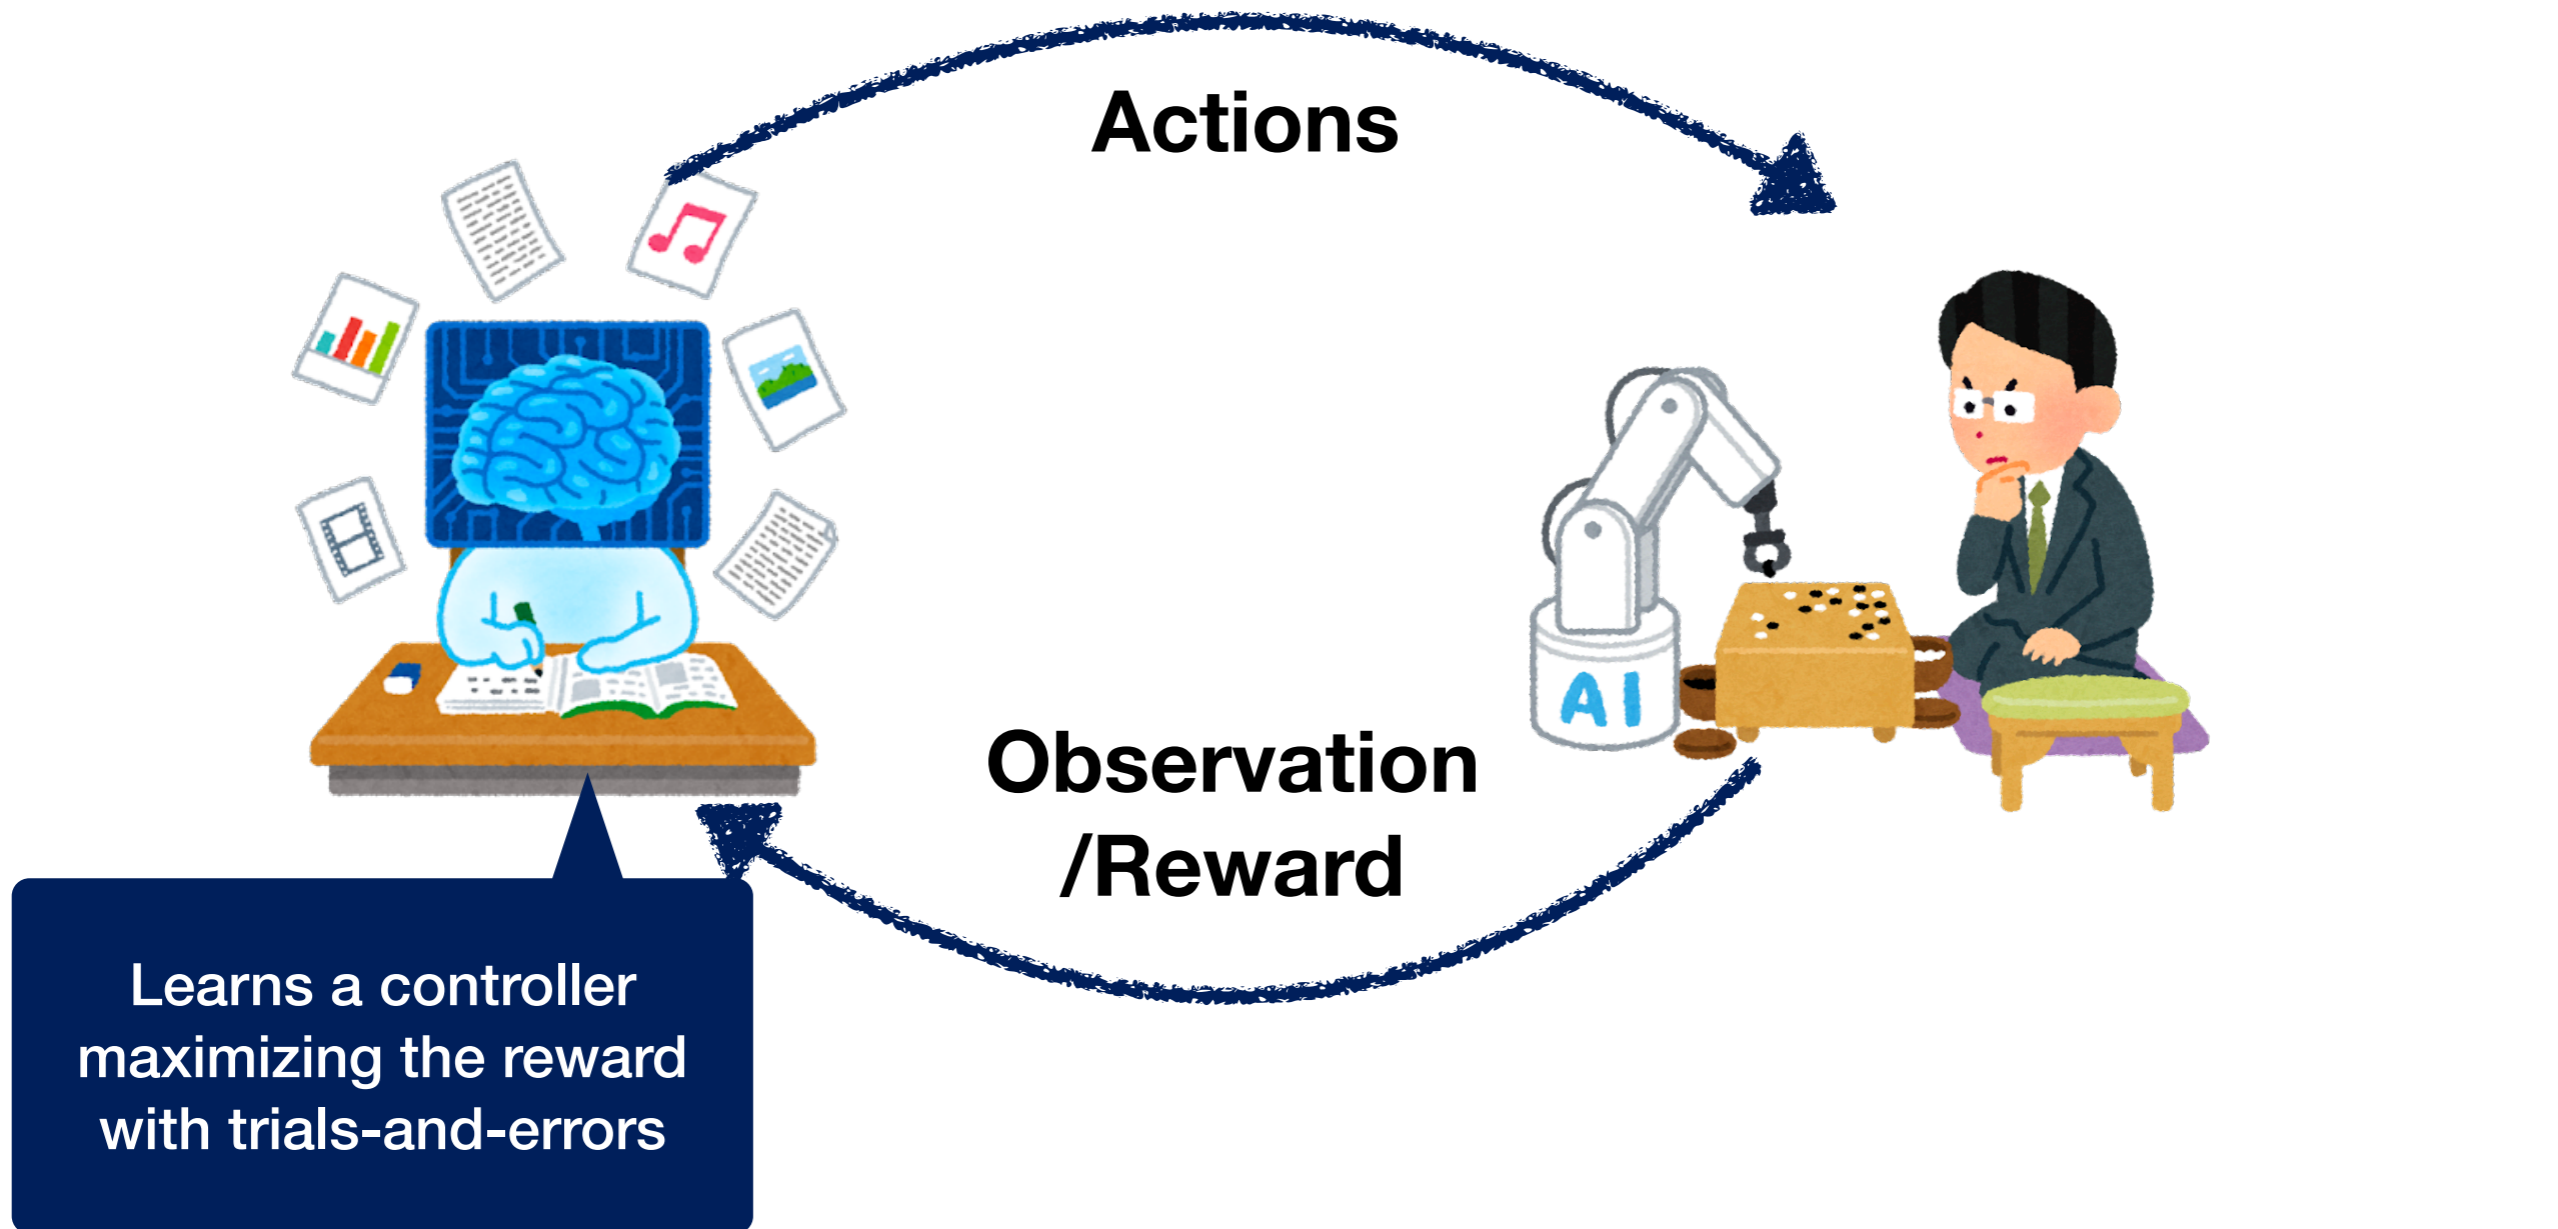 Actions
AI
Observation
/Reward
Learns a controller
maximizing the reward
with trials-and-errors